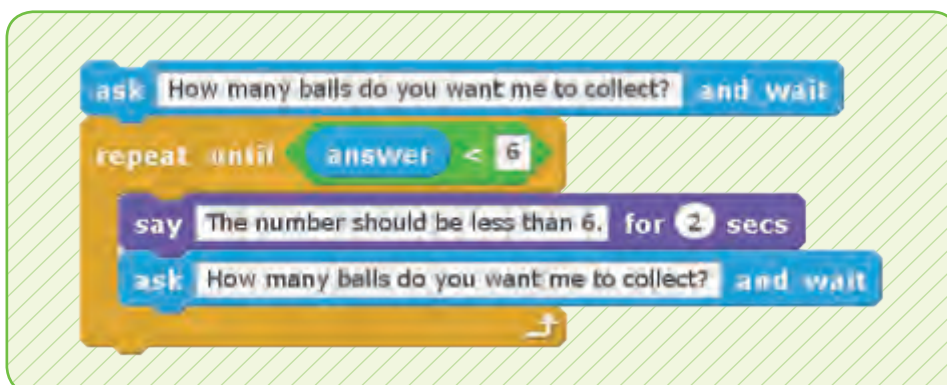 ask How many balls do you want me to collect? and wait
repeat until answer < 6
say The number should be less than 6. for 2 secs
ask How many balls do you want me to collect? and wait